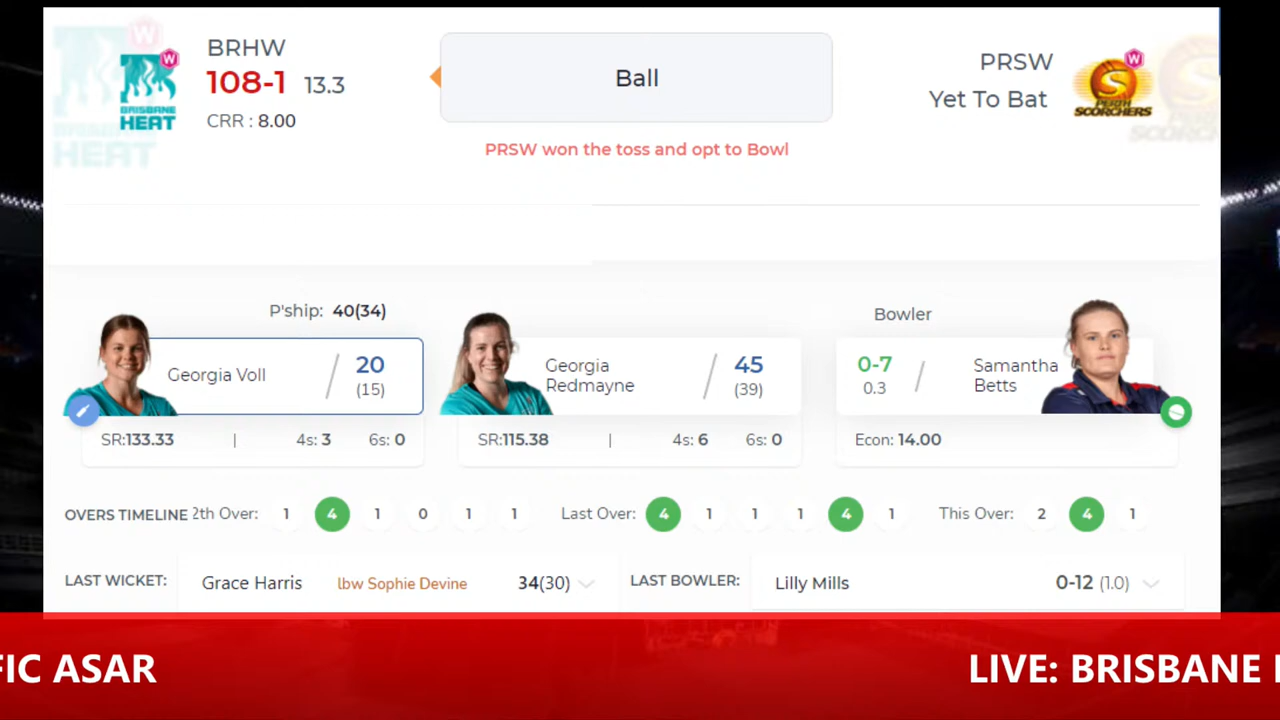 BRHW
108-1 13.3
CRR : 8.00
BRISBANE
HEAT
Ball
PRSW won the toss and opt to Bowl
PRSW
Yet To Bat
PERTH
SCORCHERS
P'ship: 40(34)
Georgia Voll / 20
(15)
SR:133.33 | 4s: 3 6s: 0
Georgia
Redmayne / 45
(39)
SR:115.38 | 4s: 6 6s: 0
Bowler
0-7
0.3 / Samantha
Betts
Econ: 14.00
OVERS TIMELINE 2th Over: 1 4 1 0 1 1 Last Over: 4 1 1 1 4 1 This Over: 2 4 1
LAST WICKET: Grace Harris lbw Sophie Devine 34(30) LAST BOWLER: Lilly Mills 0-12 (1.0)
FIC ASAR LIVE: BRISBANE